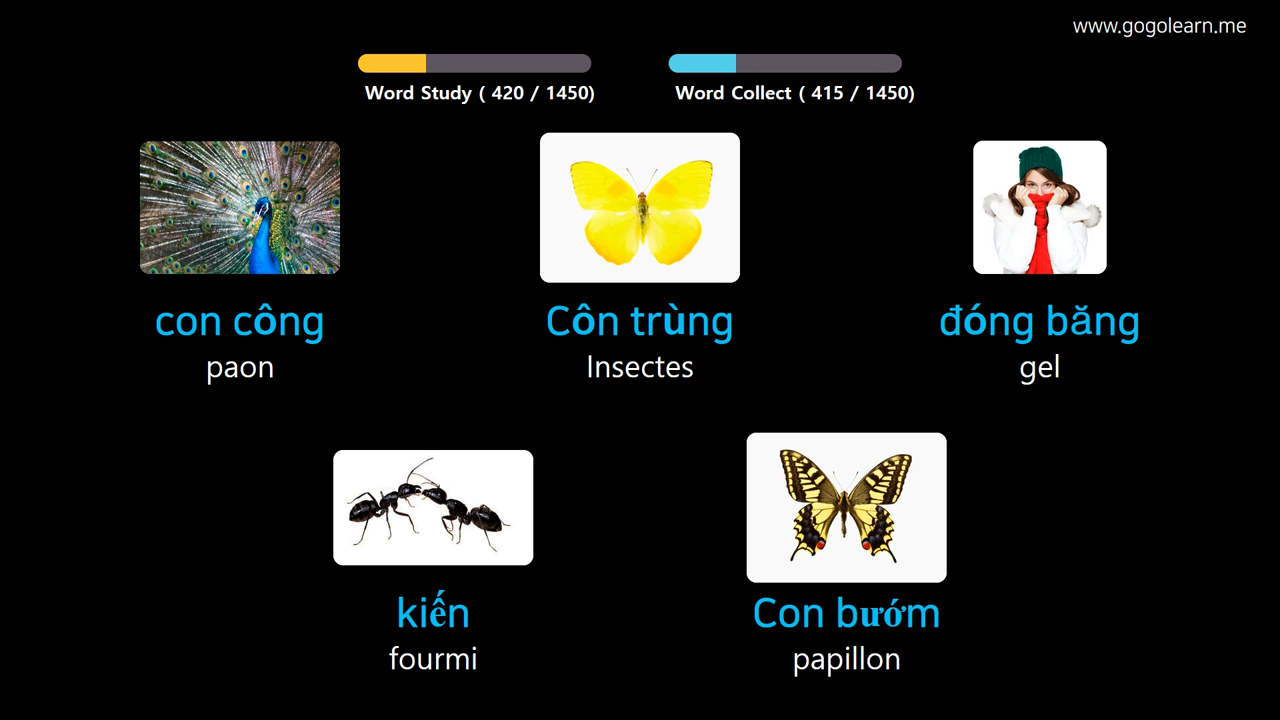 www.gogolearn.me
Word Study ( 420 / 1450)
Word Collect ( 415 / 1450)
con công
paon
Côn trùng
Insectes
đóng băng
gel
kiến
fourmi
Con bướm
papillon